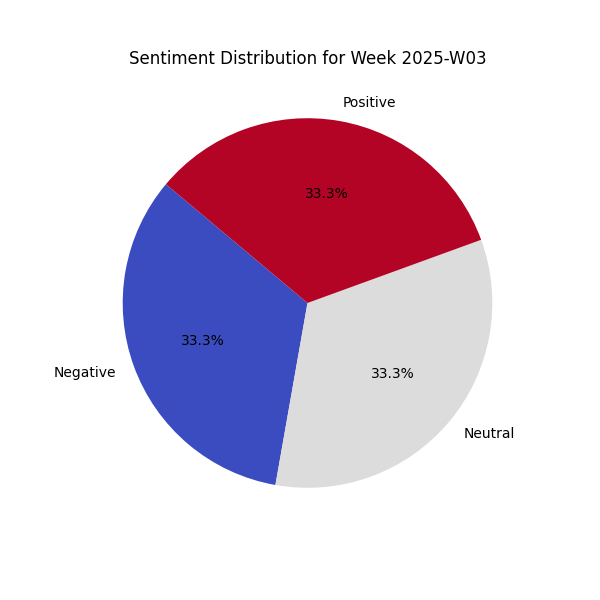 Sentiment Distribution for Week 2025-W03
Positive
33.3%
33.3%
Negative
33.3%
Neutral